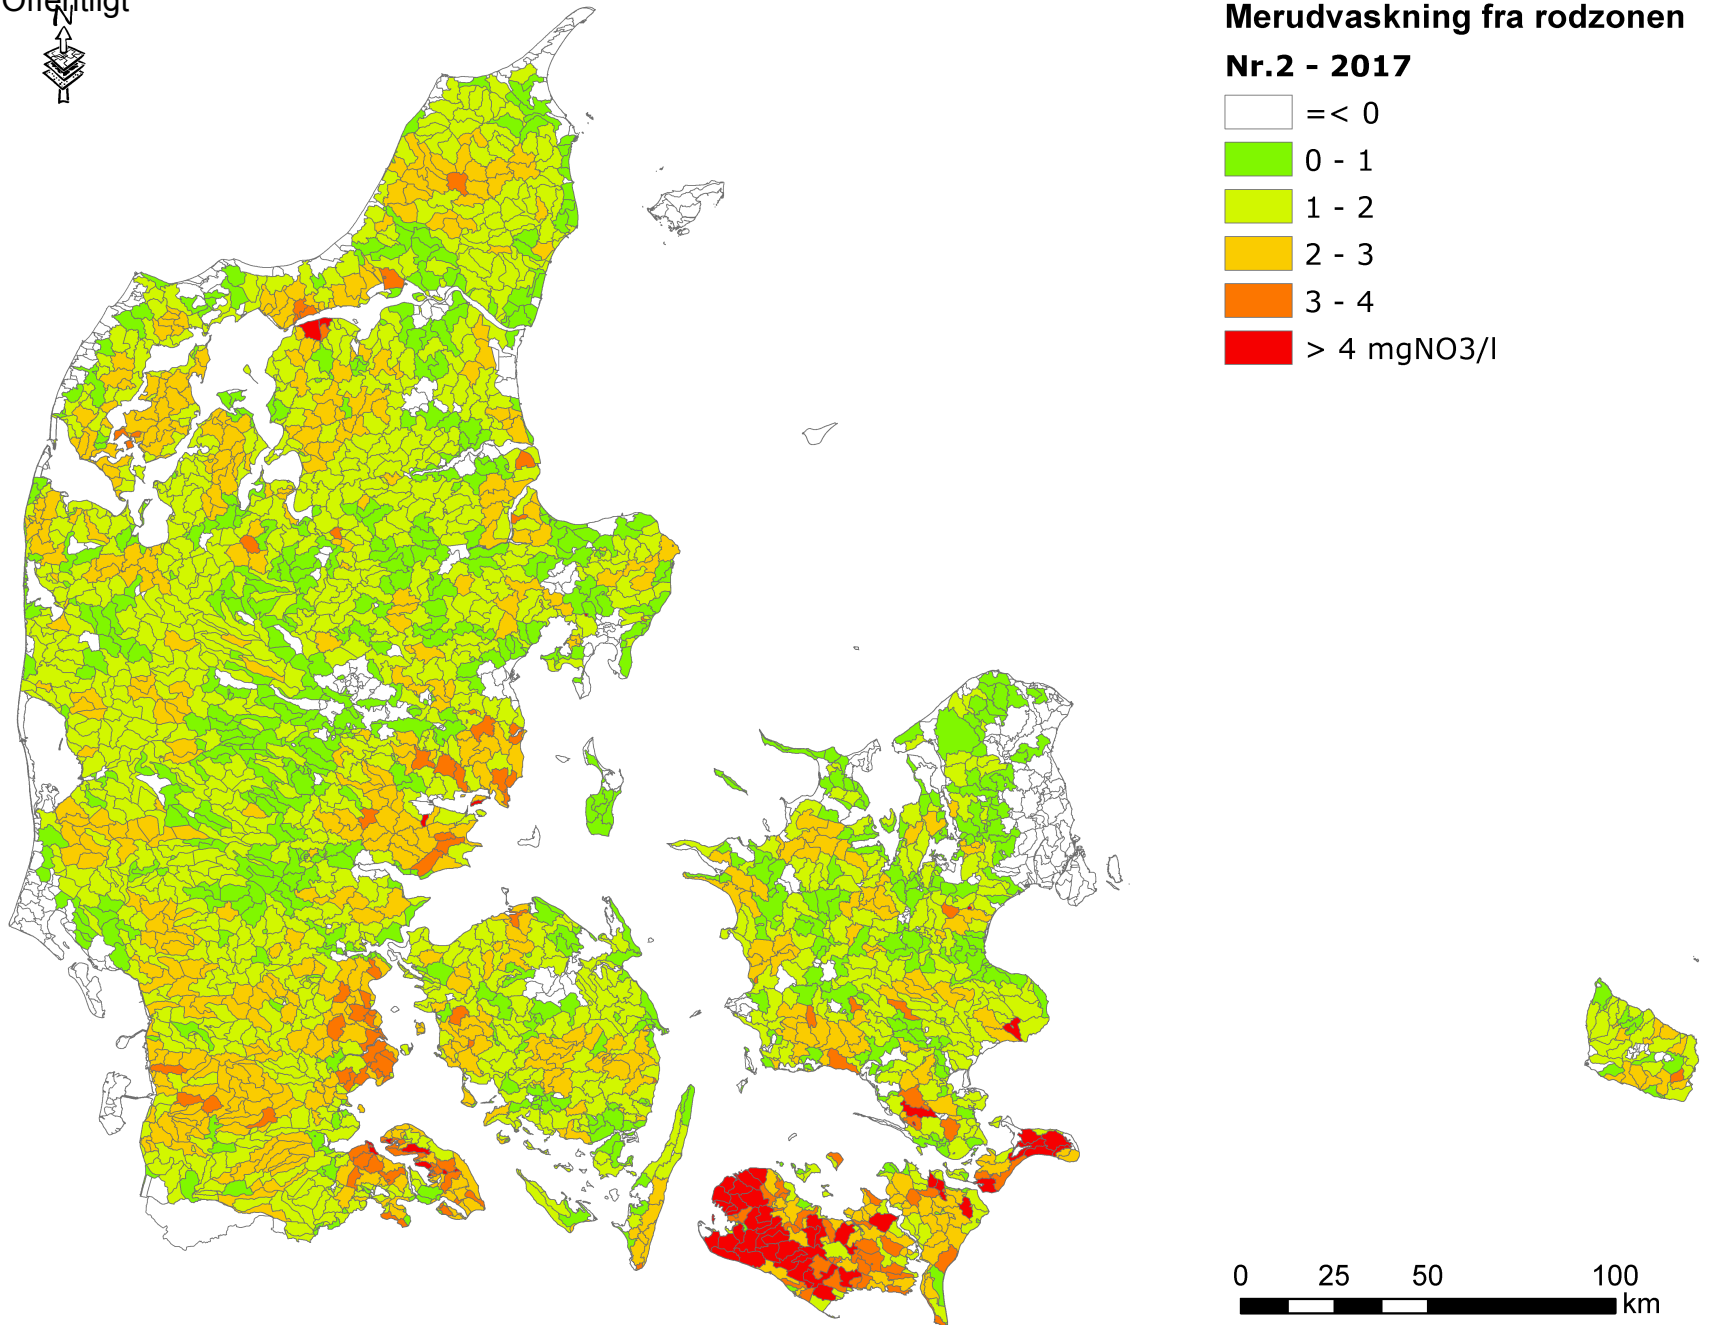 Offentligt
N
Merudvaskning fra rodzonen
Nr.2 - 2017
=< 0
0 - 1
1 - 2
2 - 3
3 - 4
> 4 mgNO3/l
0 25 50 100
km